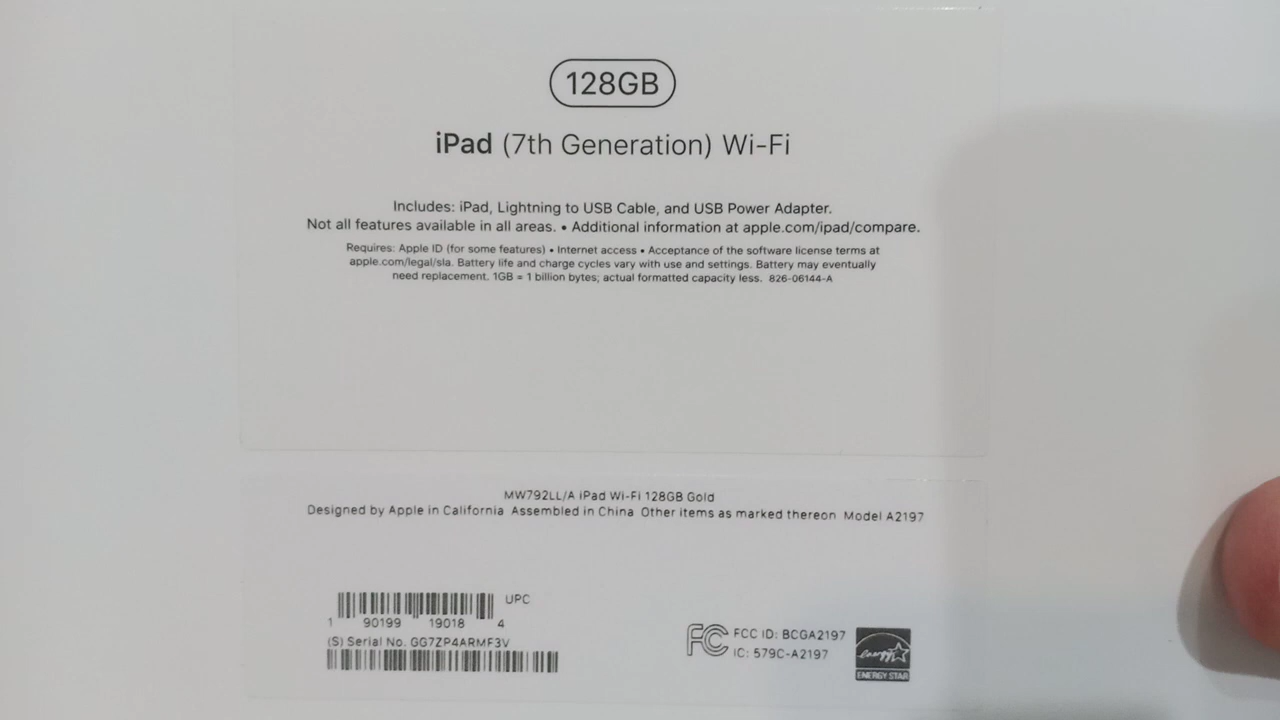 128GB
iPad (7th Generation) Wi-Fi
Includes: iPad, Lightning to USB Cable, and USB Power Adapter.
Not all features available in all areas. • Additional information at apple.com/ipad/compare.
Requires: Apple ID (for some features) • Internet access • Acceptance of the software license terms at
apple.com/legal/sla. Battery life and charge cycles vary with use and settings. Battery may eventually
need replacement. 1GB = 1 billion bytes; actual formatted capacity less. 826-06144-A
MW792LL/A iPad Wi-Fi 128GB Gold
Designed by Apple in California Assembled in China Other items as marked thereon Model A2197
UPC
1 90199 19018 4
(S) Serial No. GG7ZP4ARMF3V
FC
FCC ID: BCGA2197
IC: 579C-A2197
energy
ENERGY STAR